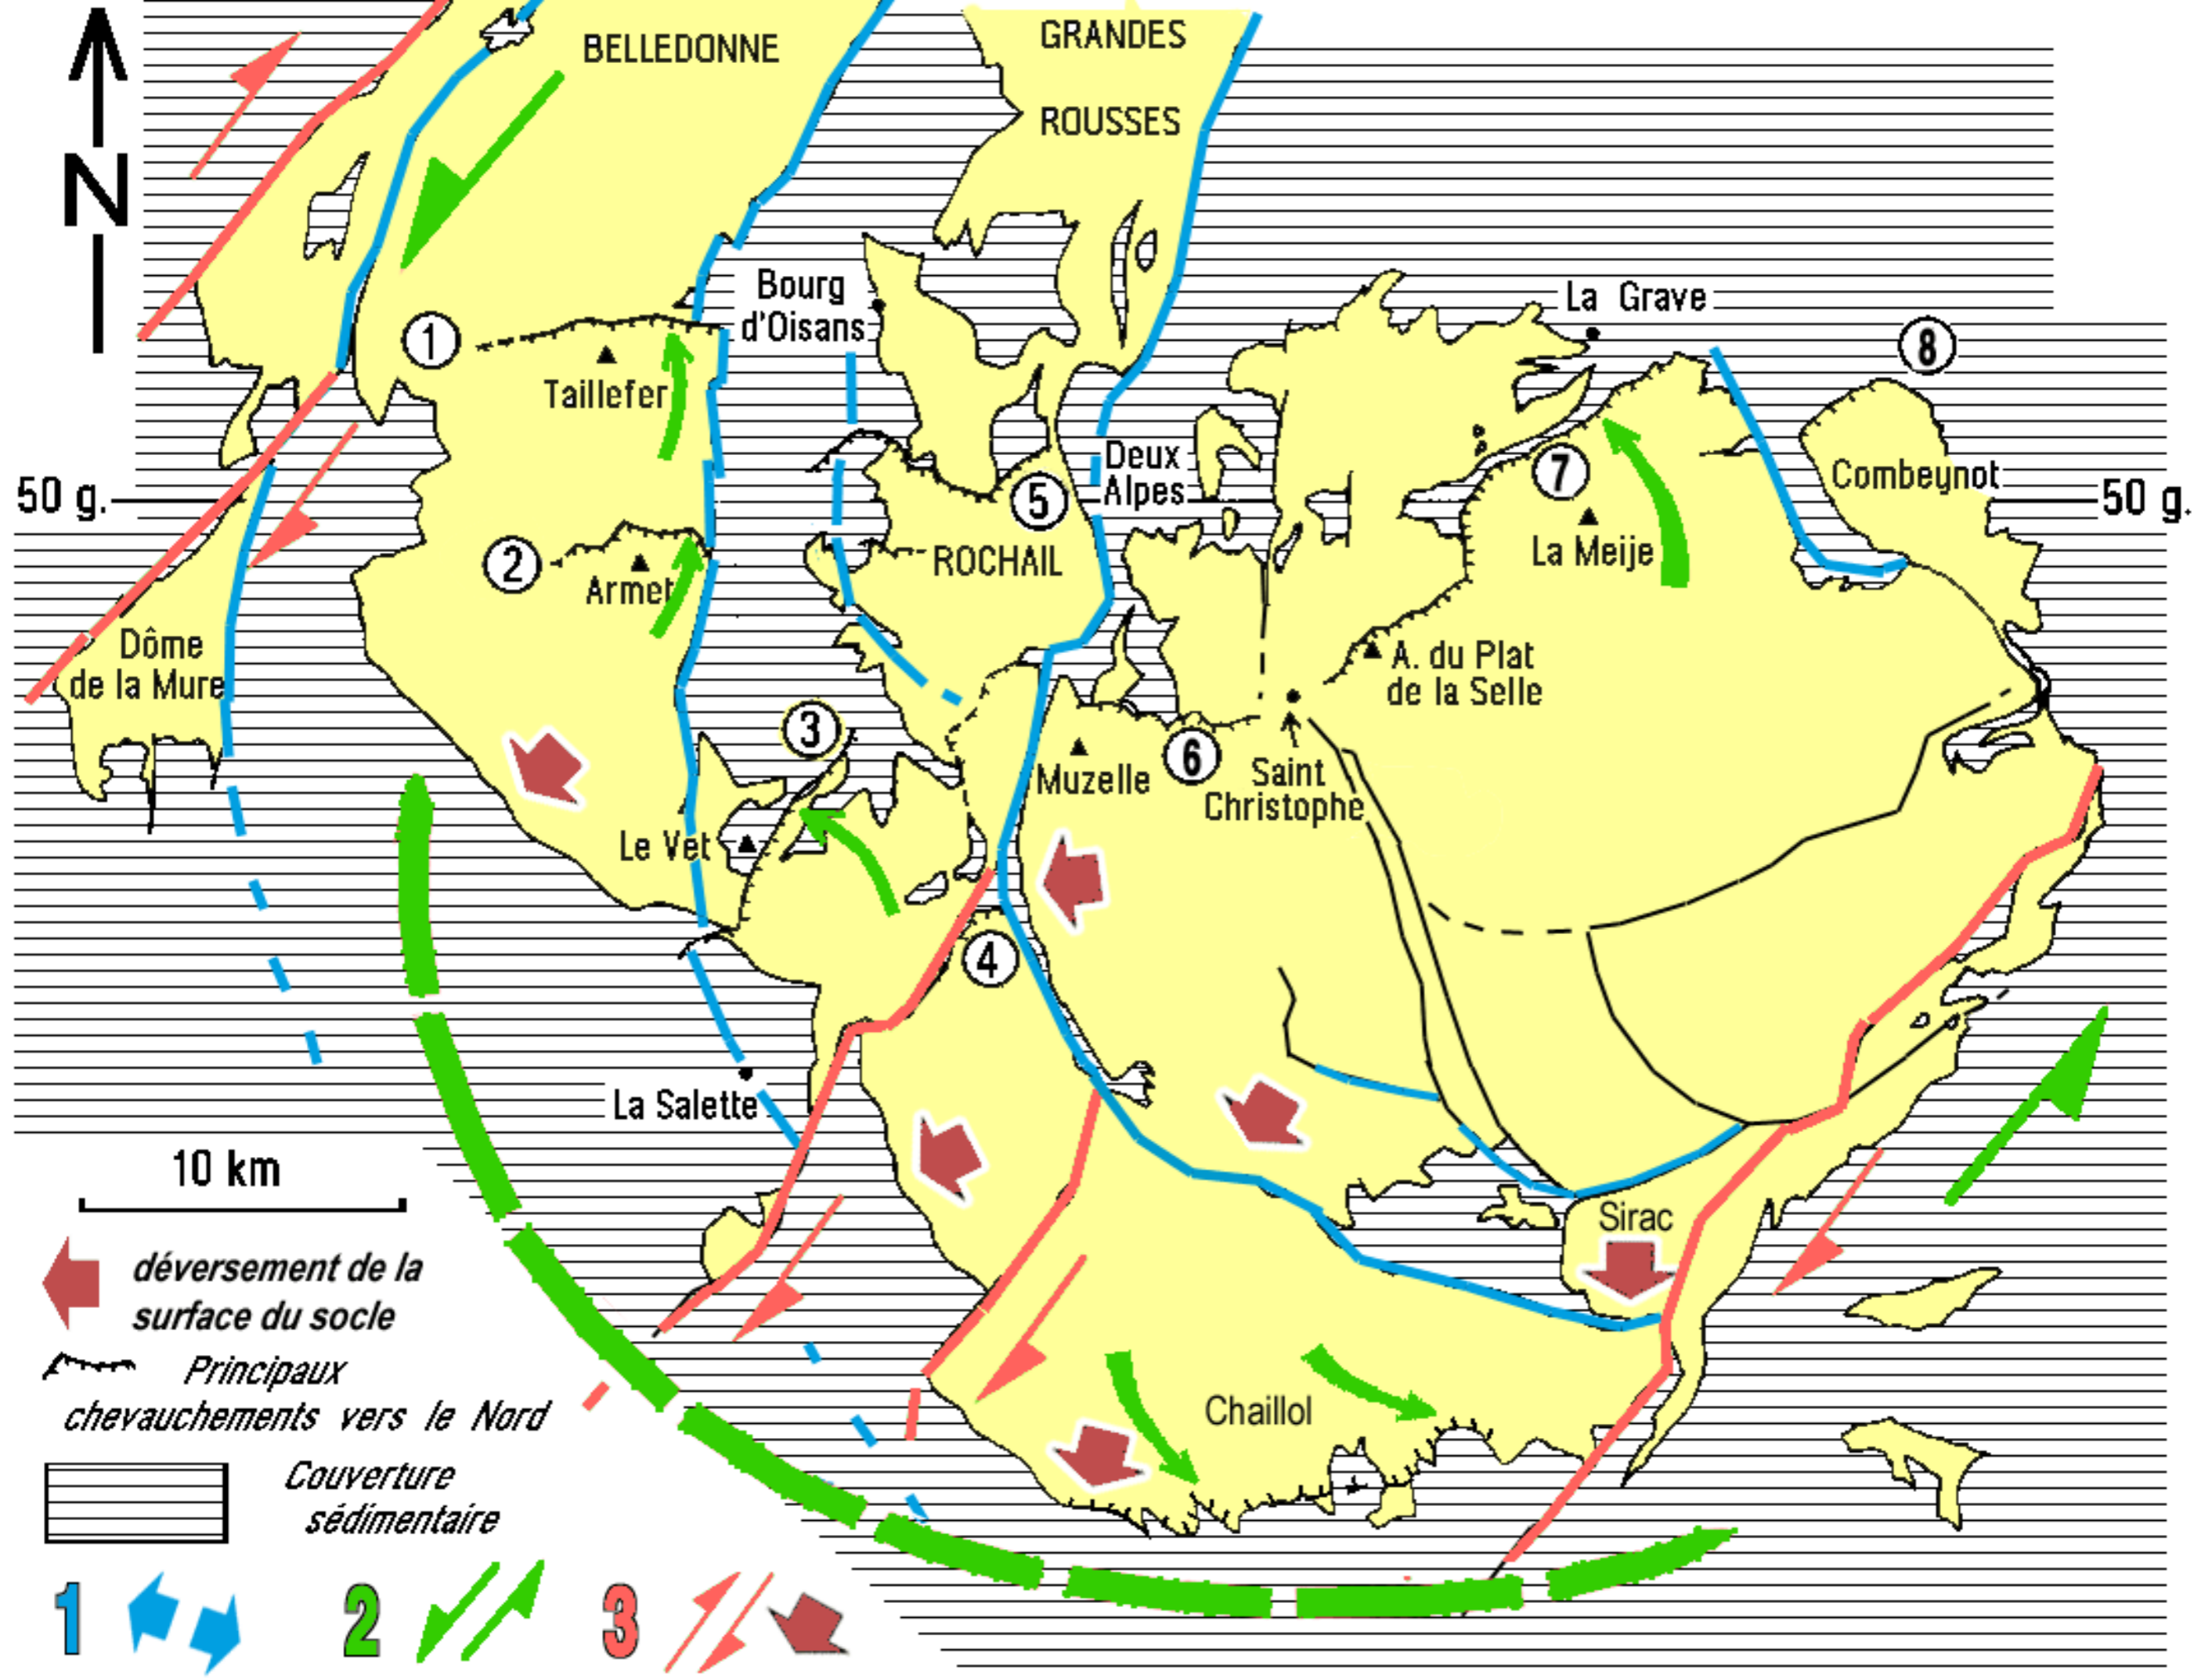 BELLEDONNE
GRANDES
ROUSSES
N
Bourg
d'Oisans
La Grave
1
8
Taillefer
Deux
Alpes
50 g.
5
7
Combeynot
50 g.
2
Armet
ROCHAIL
La Meije
Dôme
de la Mure
A. du Plat
de la Selle
3
Muzelle
6
Saint
Christophe
Le Vet
4
La Salette
10 km
Sirac
déversement de la
surface du socle
Chaillol
Principaux
chevauchements vers le Nord
Couverture
sédimentaire
1
2
3